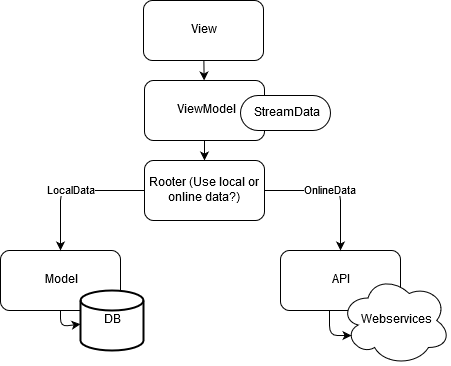 View
ViewModel
StreamData
Rooter (Use local or
online data?)
LocalData
OnlineData
Model
API
DB
Webservices